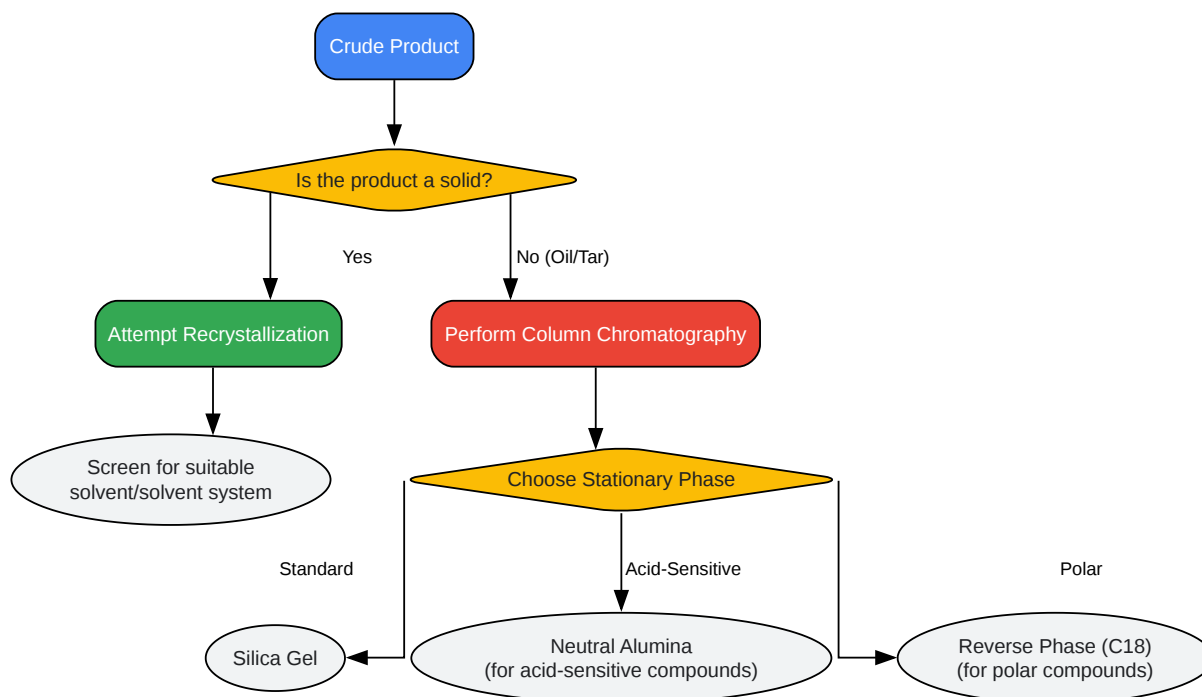 Crude Product
Is the product a solid?
Yes
No (Oil/Tar)
Attempt Recrystallization
Perform Column Chromatography
Screen for suitable
solvent/solvent system
Choose Stationary Phase
Standard
Acid-Sensitive
Polar
Silica Gel
Neutral Alumina
(for acid-sensitive compounds)
Reverse Phase (C18)
(for polar compounds)